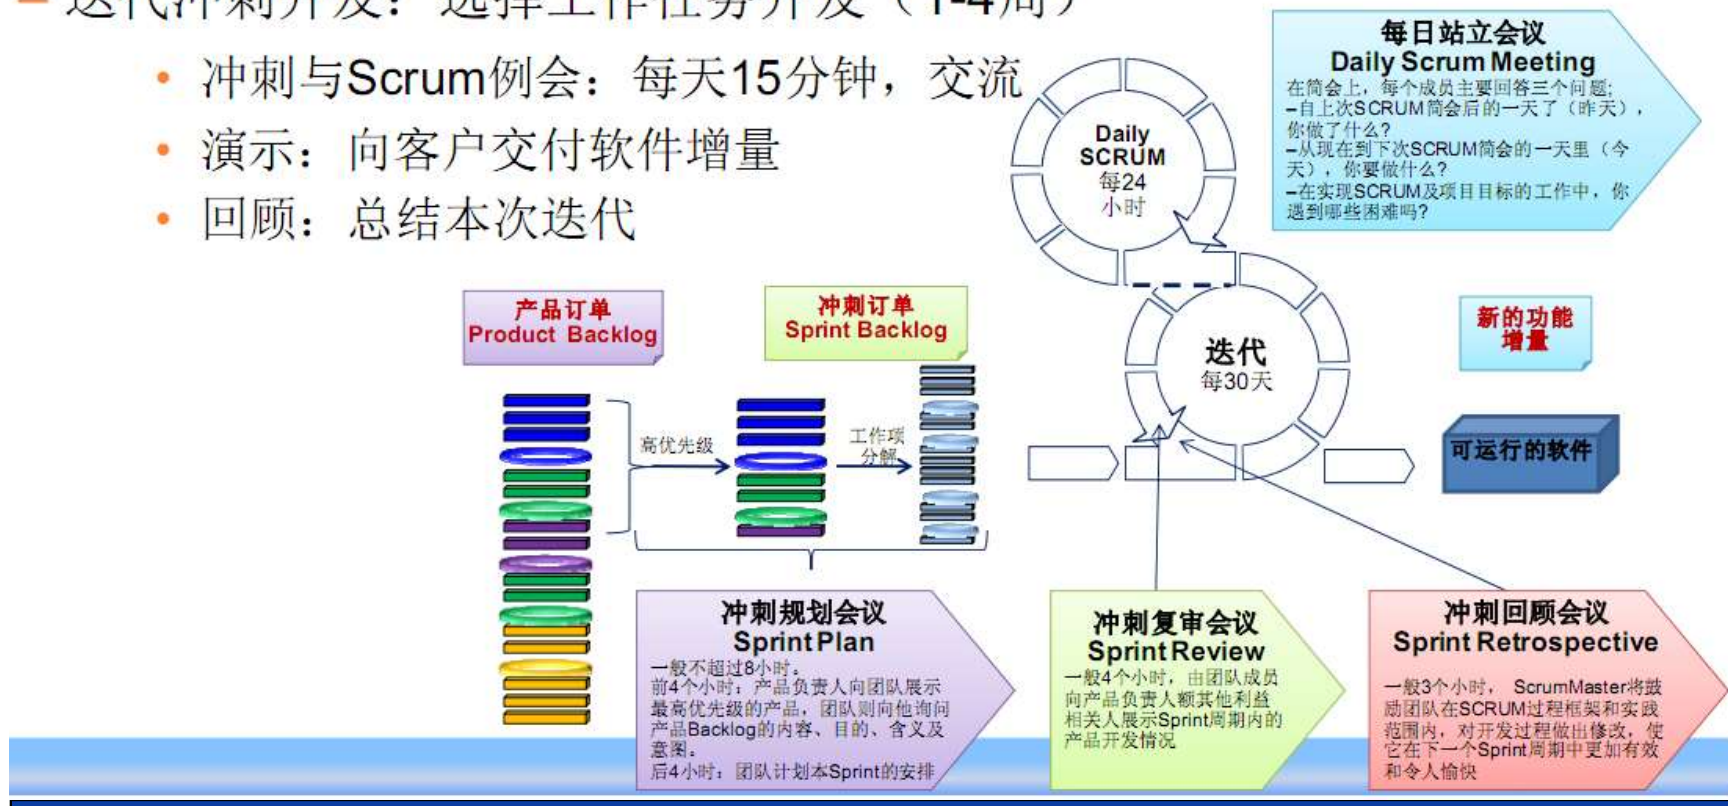 – 迭代冲刺开发：选择工作任务开发（1-4周）
• 冲刺与Scrum例会：每天15分钟，交流
• 演示：向客户交付软件增量
• 回顾：总结本次迭代
每日站立会议
Daily Scrum Meeting
在简会上，每个成员主要回答三个问题;
–自上次SCRUM简会后的一天了（昨天），
你做了什么?
–从现在到下次SCRUM简会的一天里（今
天），你要做什么?
–在实现SCRUM及项目目标的工作中，你
遇到哪些困难吗?
Daily
SCRUM
每24
小时
产品订单
Product Backlog
冲刺订单
Sprint Backlog
高优先级
工作项
分解
迭代
每30天
新的功能
增量
可运行的软件
冲刺规划会议
Sprint Plan
一般不超过8小时。
前4个小时：产品负责人向团队展示
最高优先级的产品，团队则向他询问
产品Backlog的内容、目的、含义及
意图。
后4小时：团队计划本Sprint的安排
冲刺复审会议
Sprint Review
一般4个小时，由团队成员
向产品负责人额其他利益
相关人展示Sprint周期内的
产品开发情况
冲刺回顾会议
Sprint Retrospective
一般3个小时， ScrumMaster将鼓
励团队在SCRUM过程框架和实践
范围内，对开发过程做出修改，使
它在下一个Sprint周期中更加有效
和令人愉快